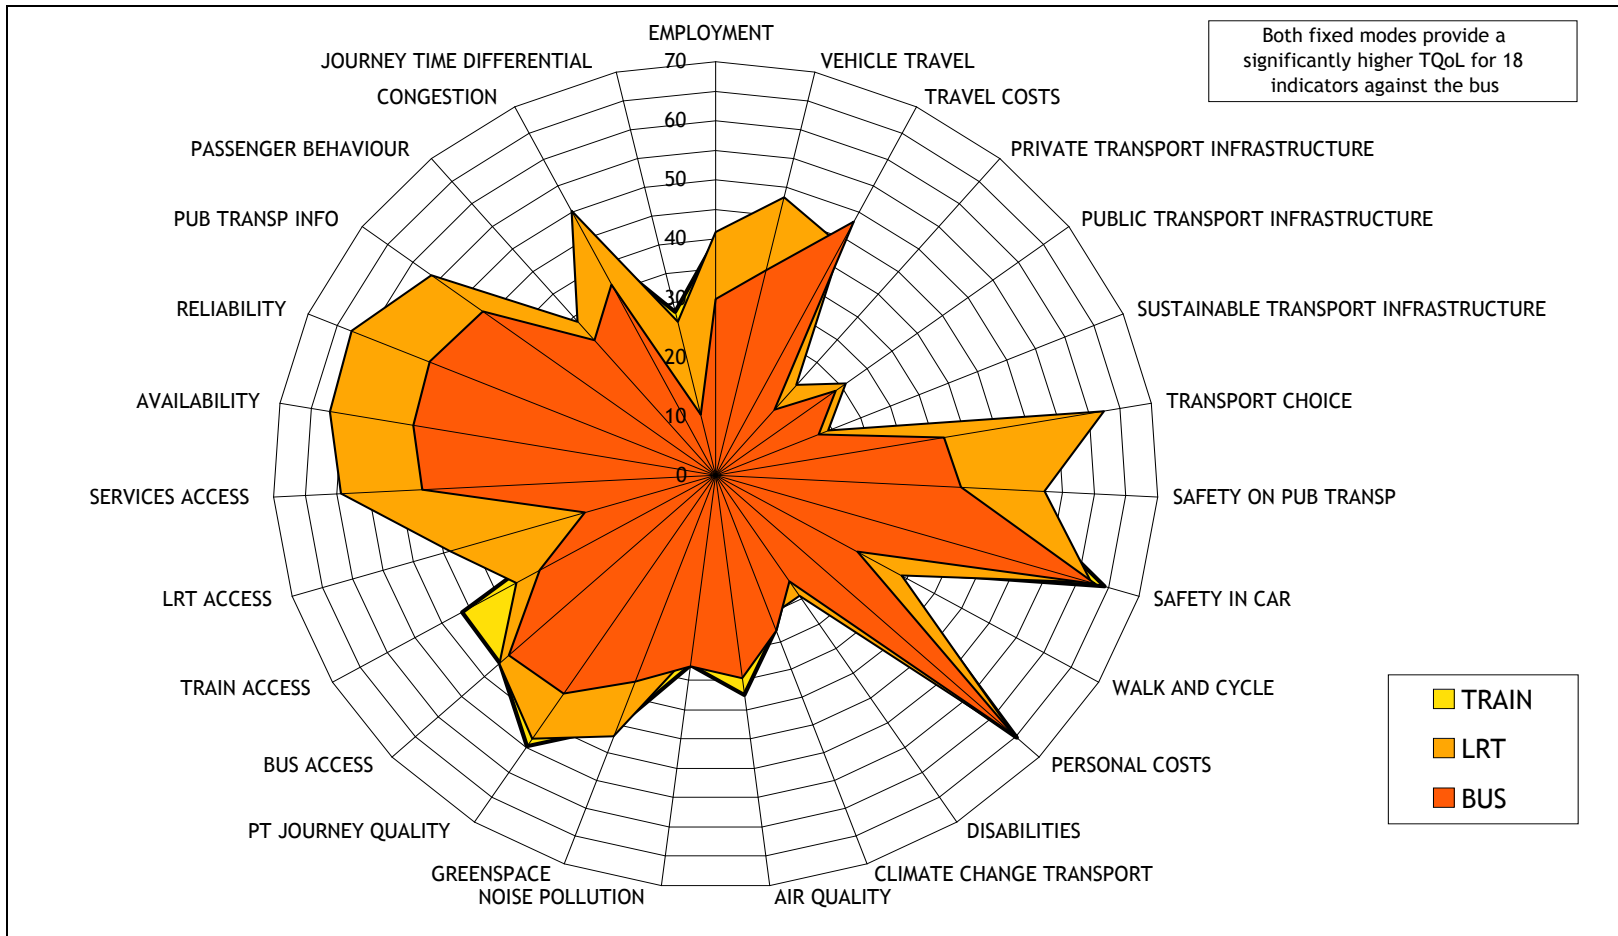 EMPLOYMENT
VEHICLE TRAVEL
TRAVEL COSTS
PRIVATE TRANSPORT INFRASTRUCTURE
PUBLIC TRANSPORT INFRASTRUCTURE
SUSTAINABLE TRANSPORT INFRASTRUCTURE
TRANSPORT CHOICE
SAFETY ON PUB TRANSP
SAFETY IN CAR
WALK AND CYCLE
PERSONAL COSTS
DISABILITIES
CLIMATE CHANGE TRANSPORT
AIR QUALITY
NOISE POLLUTION
GREENSPACE
PT JOURNEY QUALITY
BUS ACCESS
TRAIN ACCESS
LRT ACCESS
SERVICES ACCESS
AVAILABILITY
RELIABILITY
PUB TRANSP INFO
PASSENGER BEHAVIOUR
CONGESTION
JOURNEY TIME DIFFERENTIAL
70
60
50
40
30
20
10
0
Both fixed modes provide a
significantly higher TQoL for 18
indicators against the bus
TRAIN
LRT
BUS